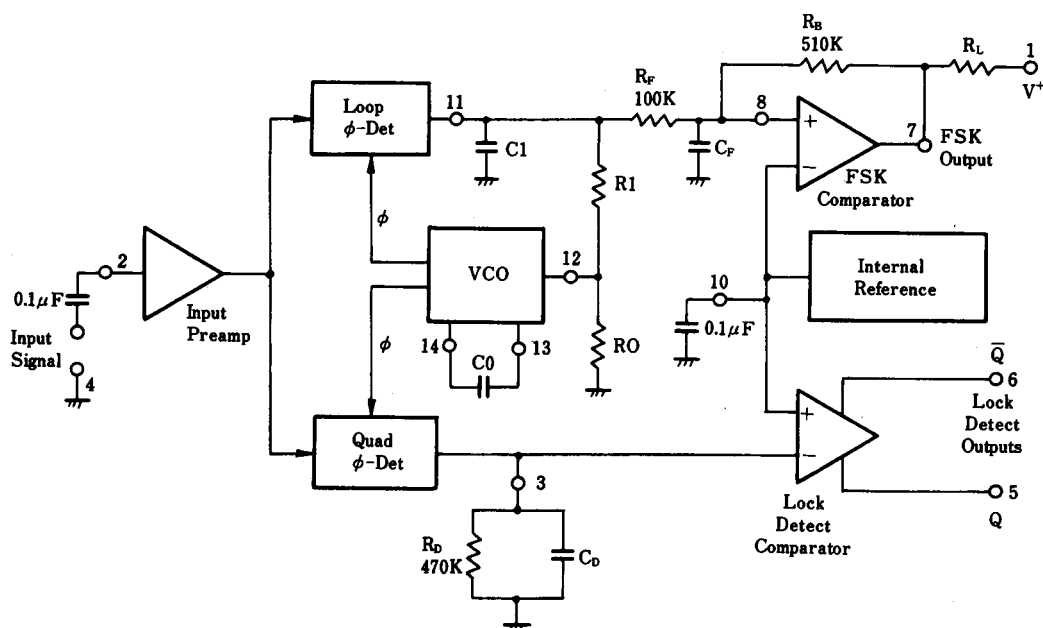 R_B
510K
R_L
1
V+
R_F
100K
Loop
φ-Det
11
8
7
+
−
C1
C_F
FSK
Output
FSK
Comparator
R1
φ
2
VCO
12
Internal
Reference
0.1μF
Input
Preamp
10
0.1μF
Input
Signal
4
φ
14
C0
13
RO
Q̅
6
Lock
Detect
Outputs
+
−
Quad
φ-Det
3
5
Q
Lock
Detect
Comparator
R_D
470K
C_D